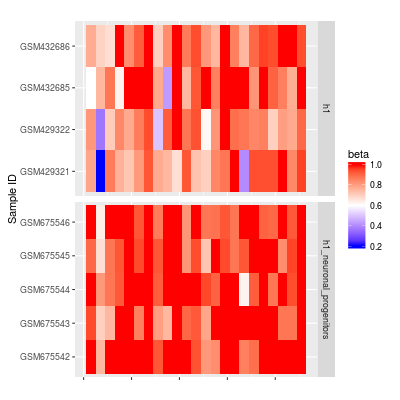 GSM432686
GSM432685
GSM429322
GSM429321
h1
GSM675546
GSM675545
GSM675544
GSM675543
GSM675542
h1_neuronal_progenitors
Sample ID
beta
1.0
0.8
0.6
0.4
0.2